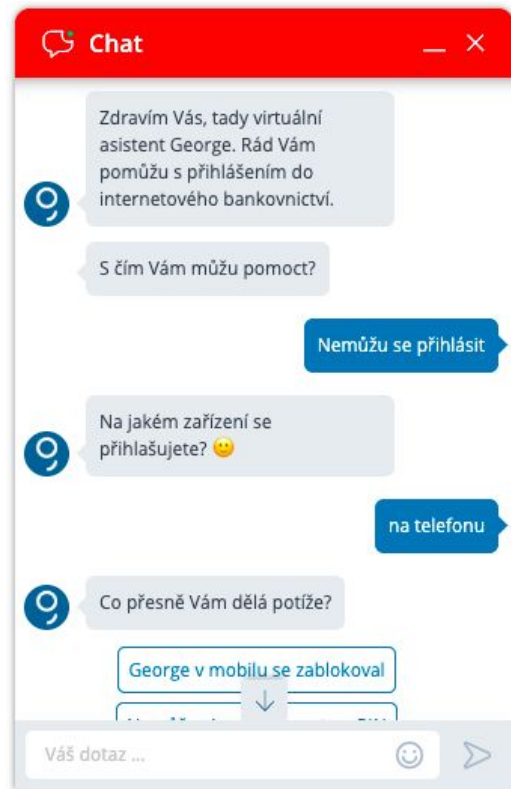 Chat
Zdravím Vás, tady virtuální
asistent George. Rád Vám
pomůžu s přihlášením do
internetového bankovnictví.
S čím Vám můžu pomoct?
Nemůžu se přihlásit
Na jakém zařízení se
přihlašujete? 🙂
na telefonu
Co přesně Vám dělá potíže?
George v mobilu se zablokoval
Váš dotaz ...